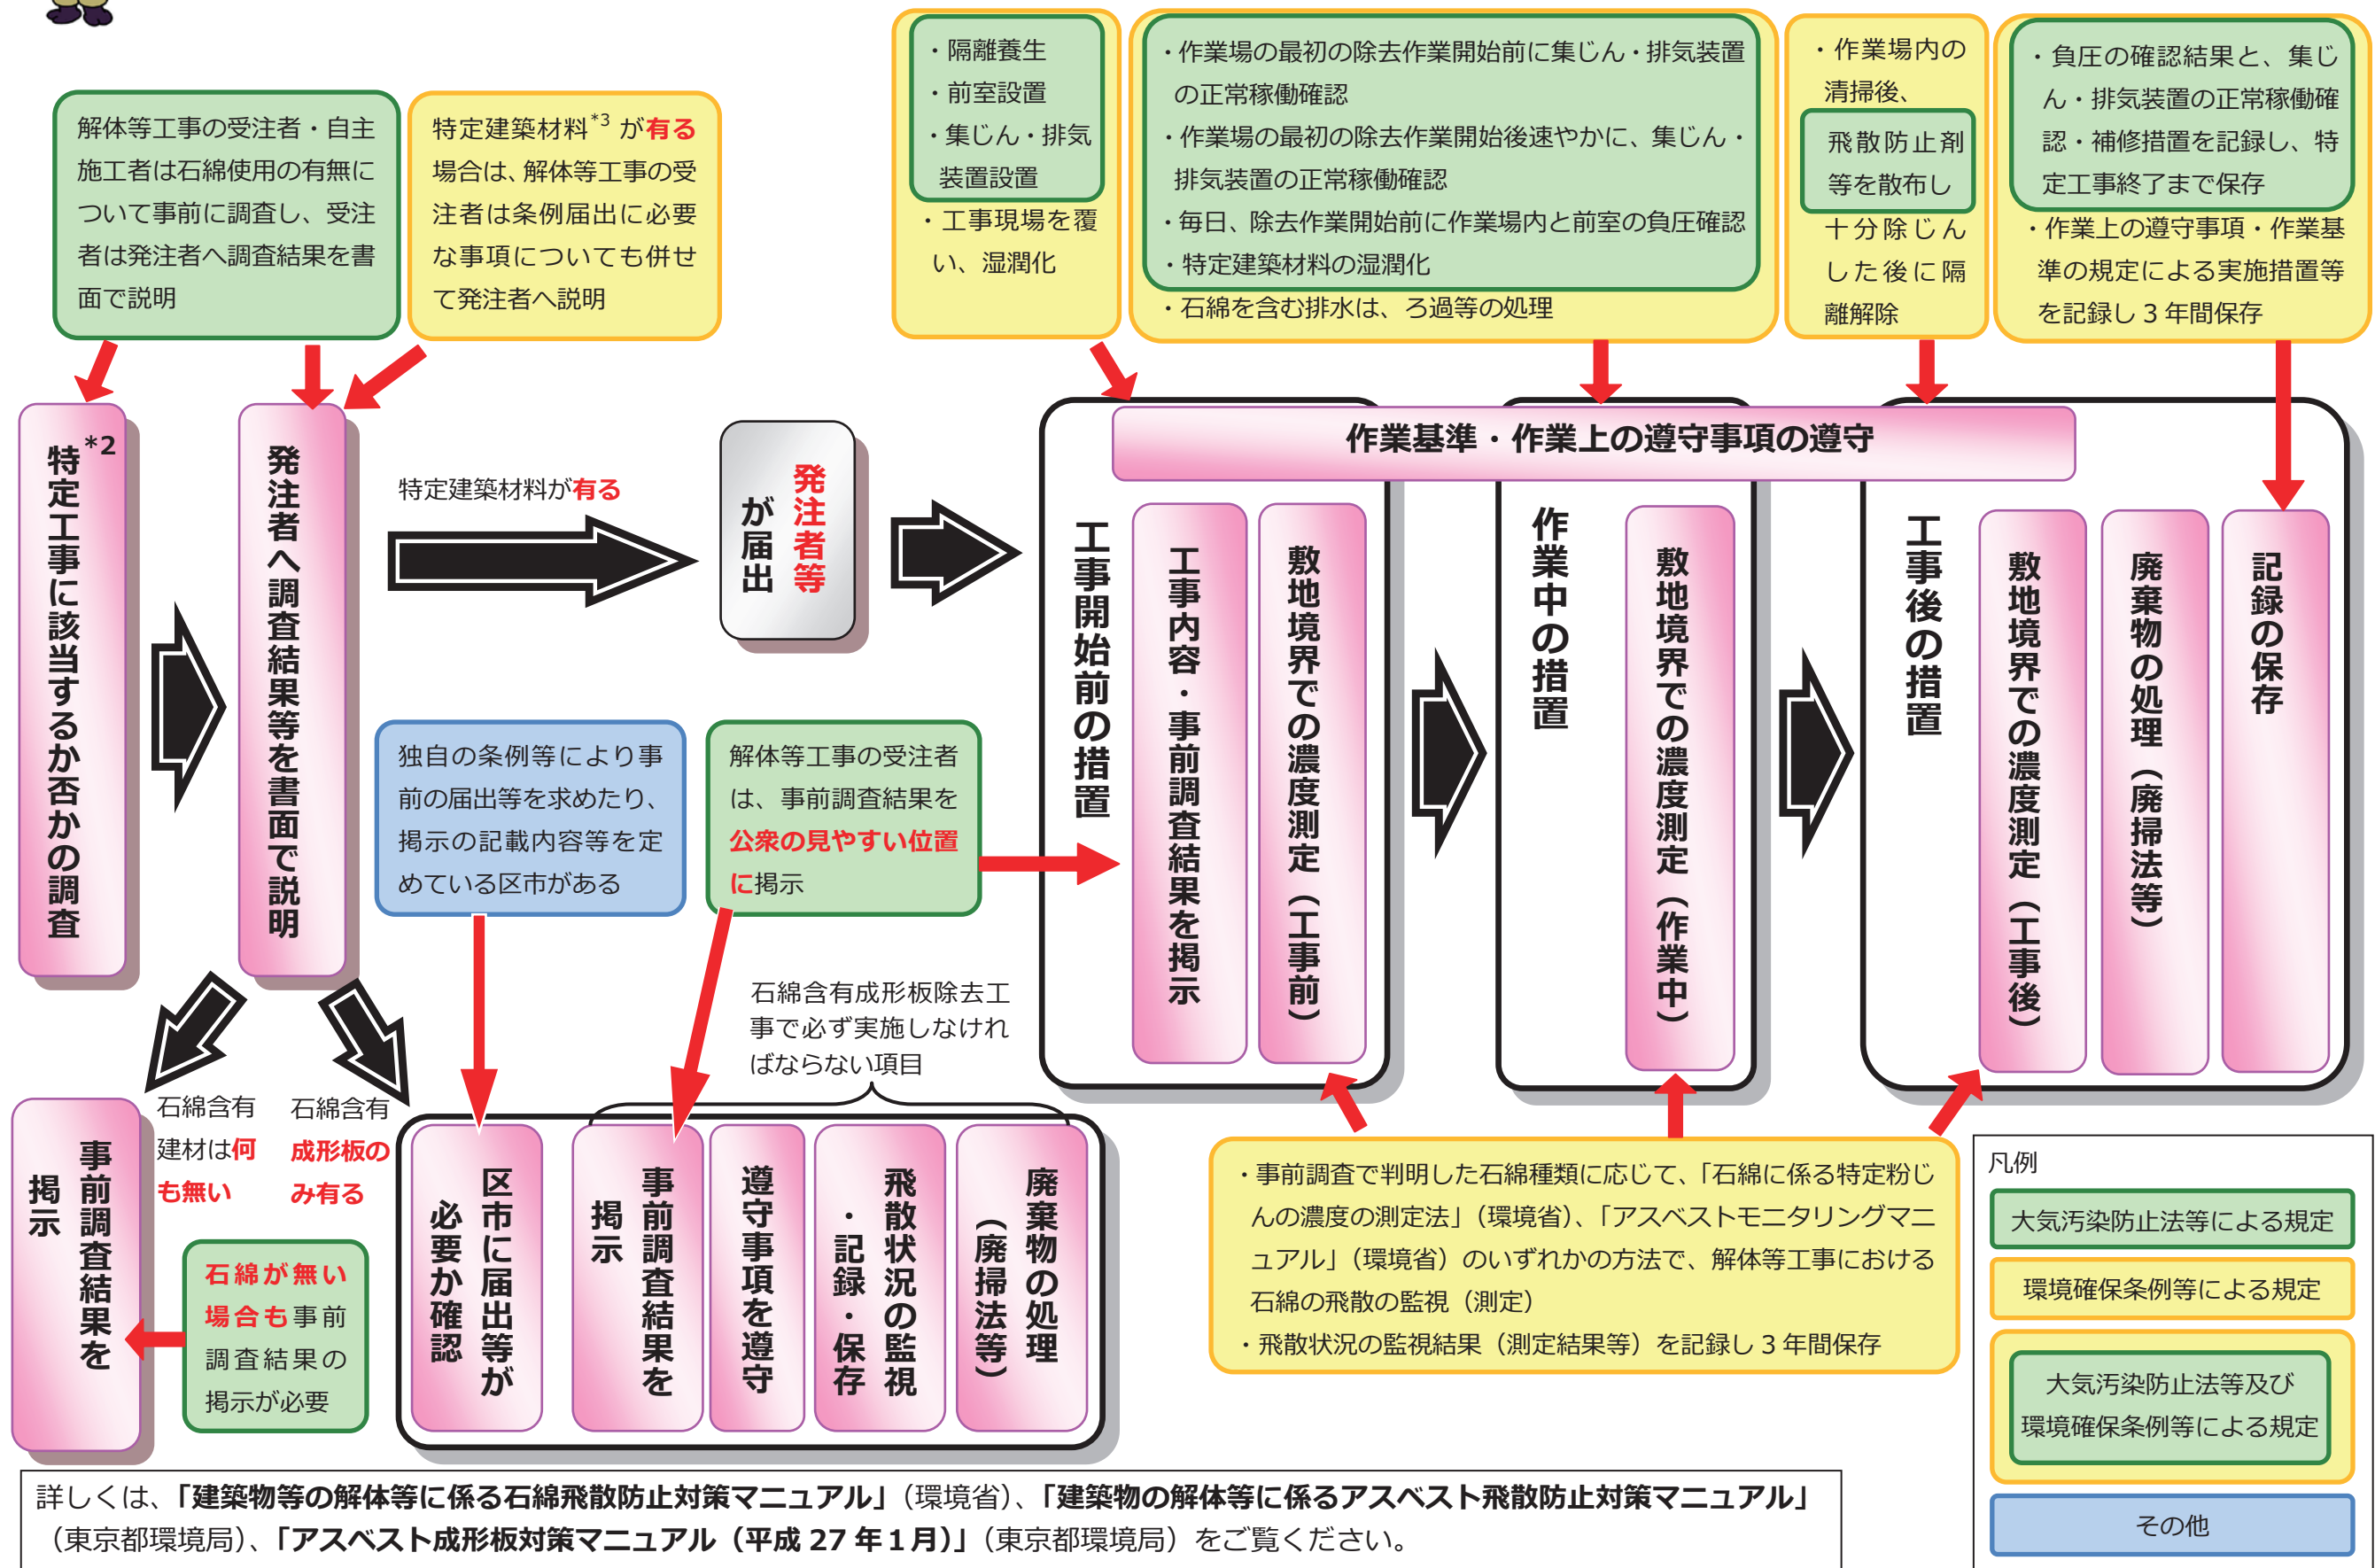 ・隔離養生
・前室設置
・集じん・排気
装置設置
・工事現場を覆
い、湿潤化
・作業場の最初の除去作業開始前に集じん・排気装置
の正常稼働確認
・作業場の最初の除去作業開始後速やかに、集じん・
排気装置の正常稼働確認
・毎日、除去作業開始前に作業場内と前室の負圧確認
・特定建築材料の湿潤化
・石綿を含む排水は、ろ過等の処理
・作業場内の
清掃後、
飛散防止剤
等を散布し
十分除じん
した後に隔
離解除
・負圧の確認結果と、集じ
ん・排気装置の正常稼働確
認・補修措置を記録し、特
定工事終了まで保存
・作業上の遵守事項・作業基
準の規定による実施措置等
を記録し３年間保存
解体等工事の受注者・自主
施工者は石綿使用の有無に
ついて事前に調査し、受注
者は発注者へ調査結果を書
面で説明
特定建築材料*3 が有る
場合は、解体等工事の受
注者は条例届出に必要
な事項についても併せ
て発注者へ説明
特定工事に該当するか否かの調査*2
発注者へ調査結果等を書面で説明
特定建築材料が有る
発注者等
が届出
作業基準・作業上の遵守事項の遵守
工事開始前の措置
工事内容・事前調査結果を掲示
敷地境界での濃度測定（工事前）
作業中の措置
敷地境界での濃度測定（作業中）
工事後の措置
敷地境界での濃度測定（工事後）
廃棄物の処理（廃掃法等）
記録の保存
独自の条例等により事
前の届出等を求めたり、
掲示の記載内容等を定
めている区市がある
解体等工事の受注者
は、事前調査結果を
公衆の見やすい位置
に掲示
石綿含有成形板除去工
事で必ず実施しなけれ
ばならない項目
石綿含有
建材は何
も無い
石綿含有
成形板の
み有る
事前調査結果を
掲示
石綿が無い
場合も事前
調査結果の
掲示が必要
区市に届出等が
必要か確認
事前調査結果を
掲示
遵守事項を遵守
飛散状況の監視
・記録・保存
廃棄物の処理
（廃掃法等）
・事前調査で判明した石綿種類に応じて、「石綿に係る特定粉じ
んの濃度の測定法」（環境省）、「アスベストモニタリングマニ
ュアル」（環境省）のいずれかの方法で、解体等工事における
石綿の飛散の監視（測定）
・飛散状況の監視結果（測定結果等）を記録し３年間保存
凡例
大気汚染防止法等による規定
環境確保条例等による規定
大気汚染防止法等及び
環境確保条例等による規定
その他
詳しくは、「建築物等の解体等に係る石綿飛散防止対策マニュアル」（環境省）、「建築物の解体等に係るアスベスト飛散防止対策マニュアル」
（東京都環境局）、「アスベスト成形板対策マニュアル（平成 27 年１月）」（東京都環境局）をご覧ください。